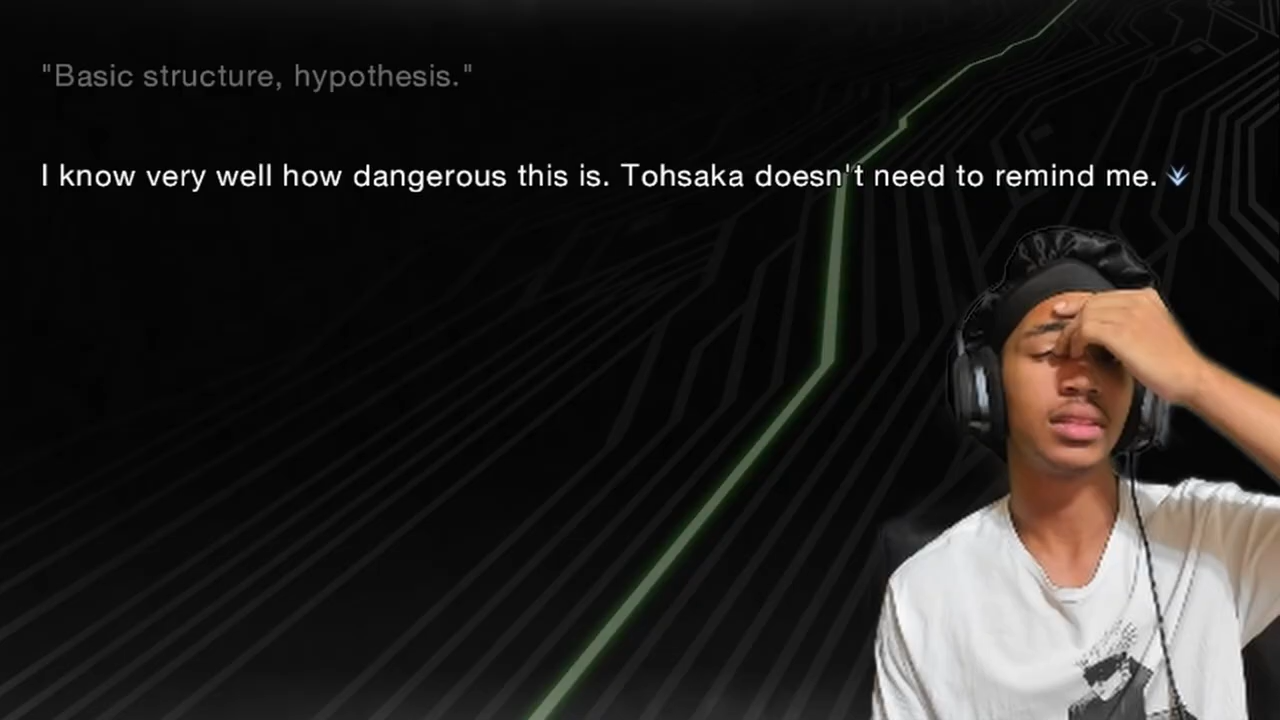 "Basic structure, hypothesis."
I know very well how dangerous this is. Tohsaka doesn't need to remind me.